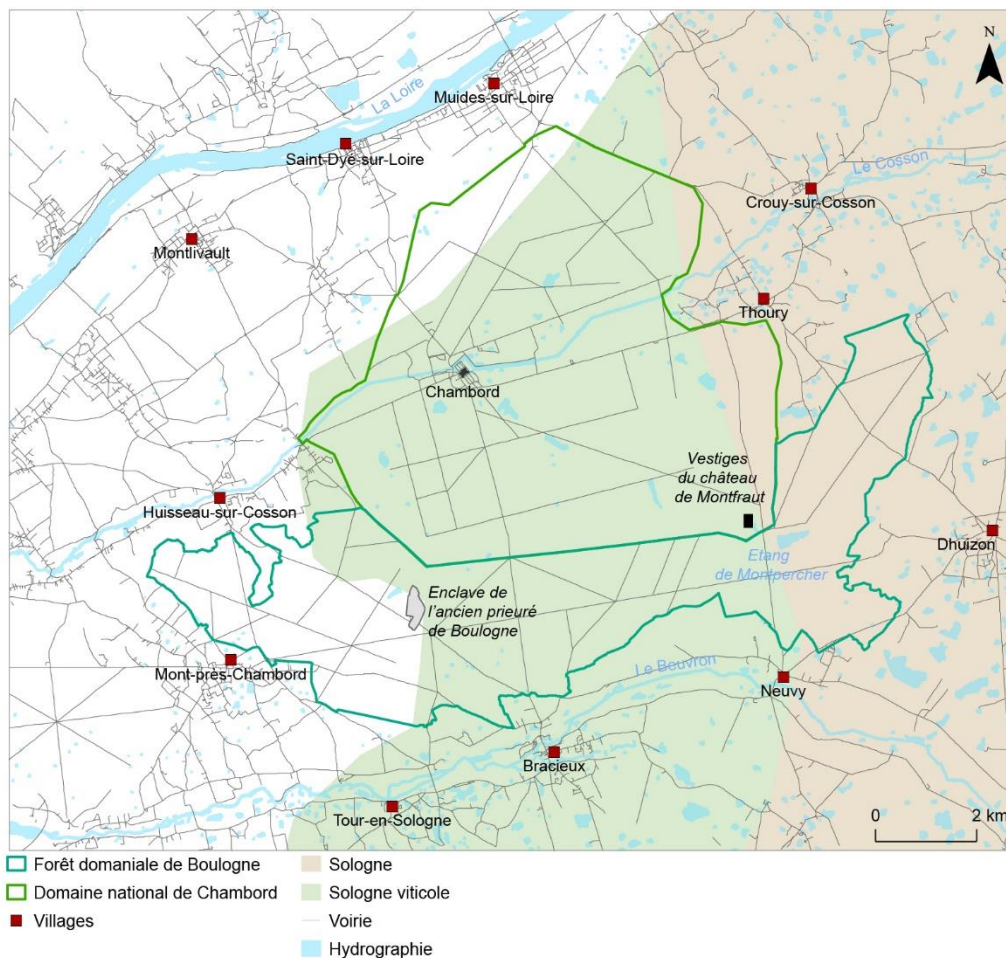 N
La Loire
Muides-sur-Loire
Saint-Dyé-sur-Loire
Le Cosson
Crouy-sur-Cosson
Montlivault
Thoury
Chambord
Vestiges
du château
de Montfraut
Huisseau-sur-Cosson
Dhuizon
Etang
de Montpercher
Enclave de
l'ancien prieuré
de Boulogne
Mont-près-Chambord
Le Beuvron
Neuvy
Bracieux
Tour-en-Sologne
0 2 km
Forêt domaniale de Boulogne
Domaine national de Chambord
Villages
Sologne
Sologne viticole
Voirie
Hydrographie